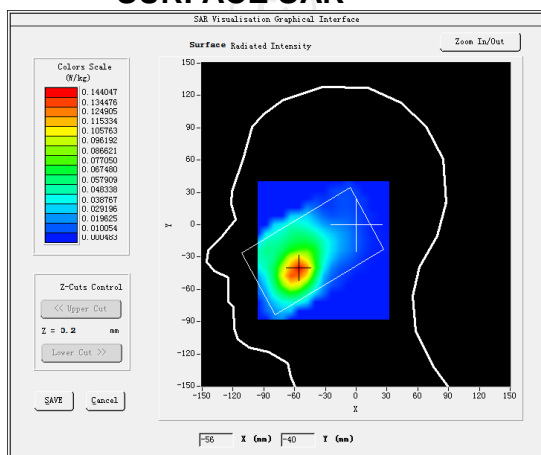 SURFACE SAR
SAR Visualisation Graphical Interface
Surface Radiated Intensity
Zoom In/Out
Colors Scale
(W/kg)
0.144047
0.134476
0.124905
0.115334
0.105763
0.096192
0.086621
0.077050
0.067480
0.057909
0.048338
0.038767
0.029196
0.019625
0.010054
0.000483
150
120
90
60
30
0
-30
-60
-90
-120
-150
Y
-150 -120 -90 -60 -30 0 30 60 90 120 150
X
Z-Cuts Control
<< Upper Cut
Z = 0.2 mm
Lower Cut >>
SAVE Cancel
-56 X (mm) -40 Y (mm)